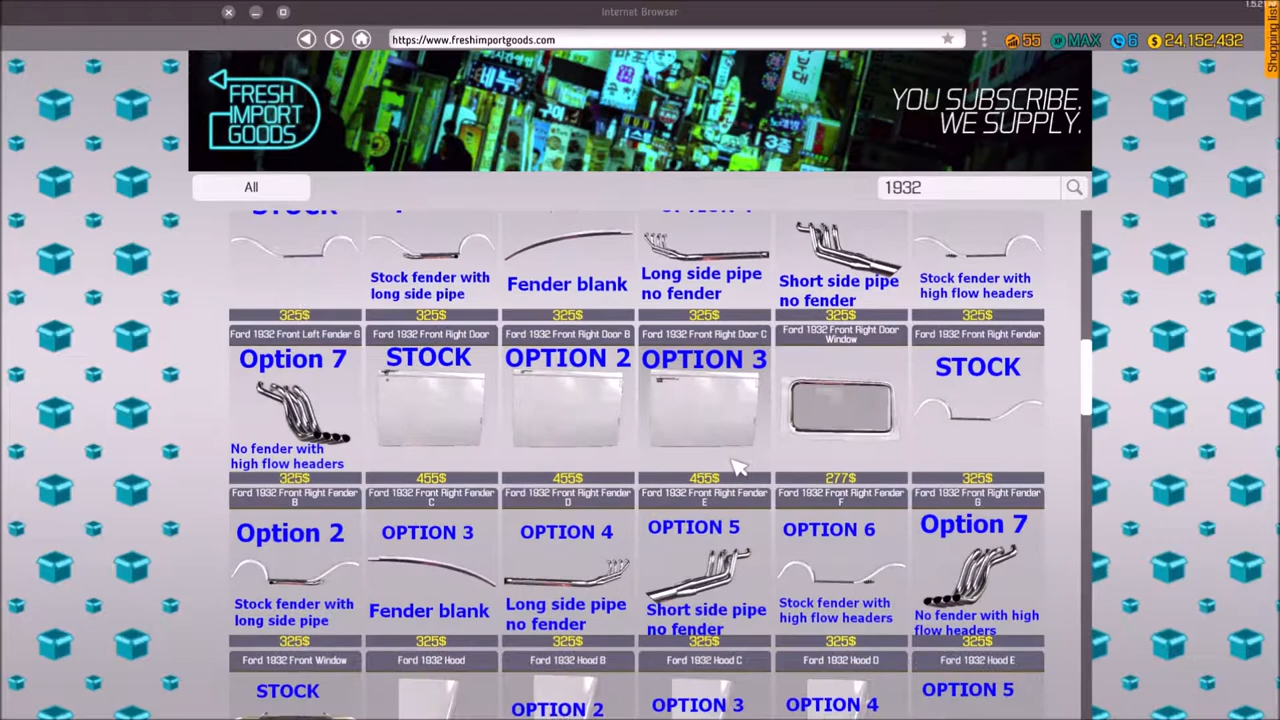 Internet Browser
1.5.2
Shopping list
https://www.freshimportgoods.com
55
XP MAX
6
$ 24,152,432
FRESH
IMPORT
GOODS
YOU SUBSCRIBE.
WE SUPPLY.
All
1932
STOCK
Stock fender with
long side pipe
Fender blank
Long side pipe
no fender
Short side pipe
no fender
Stock fender with
high flow headers
325$
325$
325$
325$
325$
325$
Ford 1932 Front Left Fender G
Ford 1932 Front Right Door
Ford 1932 Front Right Door B
Ford 1932 Front Right Door C
Ford 1932 Front Right Door
Window
Ford 1932 Front Right Fender
Option 7
STOCK
OPTION 2
OPTION 3
STOCK
No fender with
high flow headers
325$
455$
455$
455$
277$
325$
Ford 1932 Front Right Fender
B
Ford 1932 Front Right Fender
C
Ford 1932 Front Right Fender
D
Ford 1932 Front Right Fender
E
Ford 1932 Front Right Fender
F
Ford 1932 Front Right Fender
G
Option 2
OPTION 3
OPTION 4
OPTION 5
OPTION 6
Option 7
Stock fender with
long side pipe
Fender blank
Long side pipe
no fender
Short side pipe
no fender
Stock fender with
high flow headers
No fender with high
flow headers
325$
325$
325$
325$
325$
325$
Ford 1932 Front Window
Ford 1932 Hood
Ford 1932 Hood B
Ford 1932 Hood C
Ford 1932 Hood D
Ford 1932 Hood E
STOCK
OPTION 2
OPTION 3
OPTION 4
OPTION 5